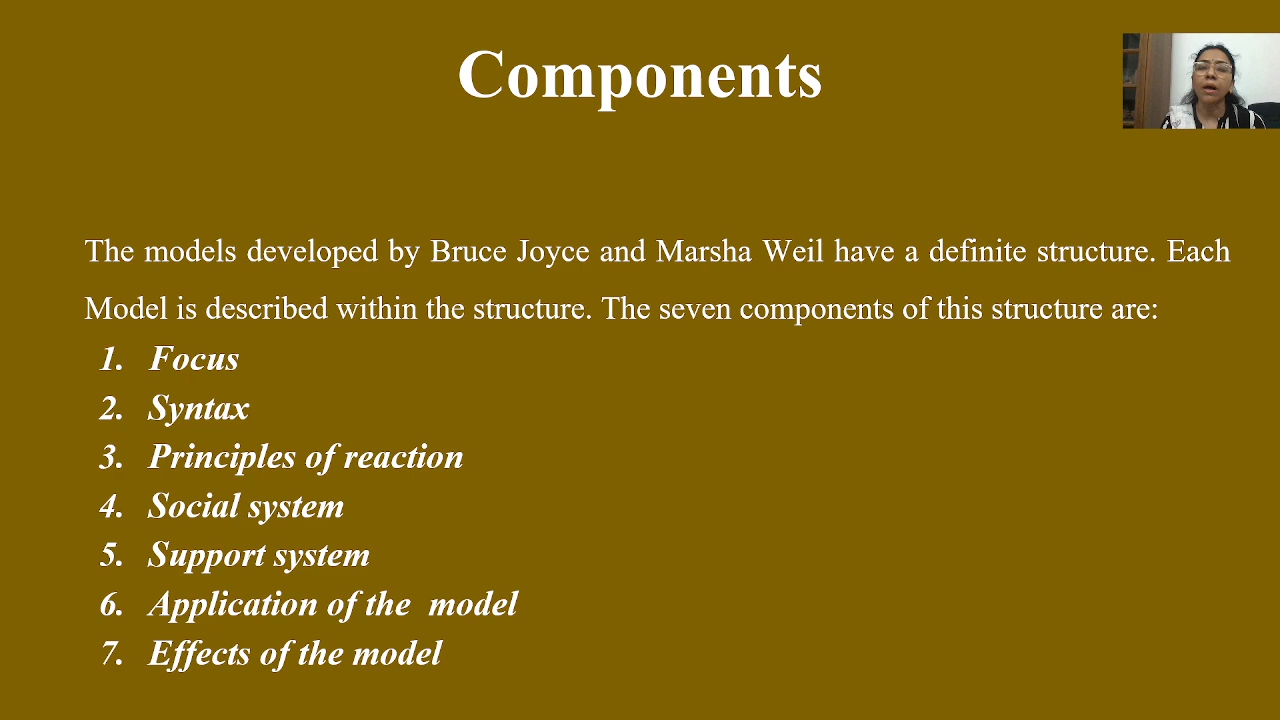 Components
The models developed by Bruce Joyce and Marsha Weil have a definite structure. Each
Model is described within the structure. The seven components of this structure are:
1. Focus
2. Syntax
3. Principles of reaction
4. Social system
5. Support system
6. Application of the  model
7. Effects of the model